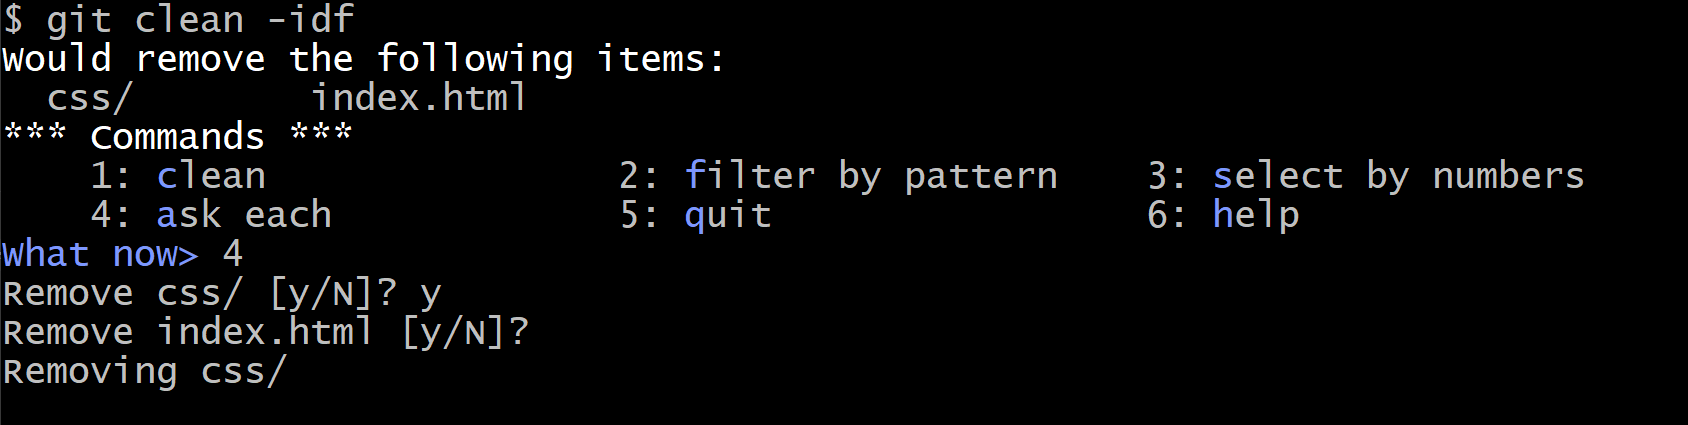 $ git clean -idf
Would remove the following items:
  css/        index.html
*** Commands ***
    1: clean                2: filter by pattern    3: select by numbers
    4: ask each             5: quit                 6: help
What now> 4
Remove css/ [y/N]? y
Remove index.html [y/N]?
Removing css/